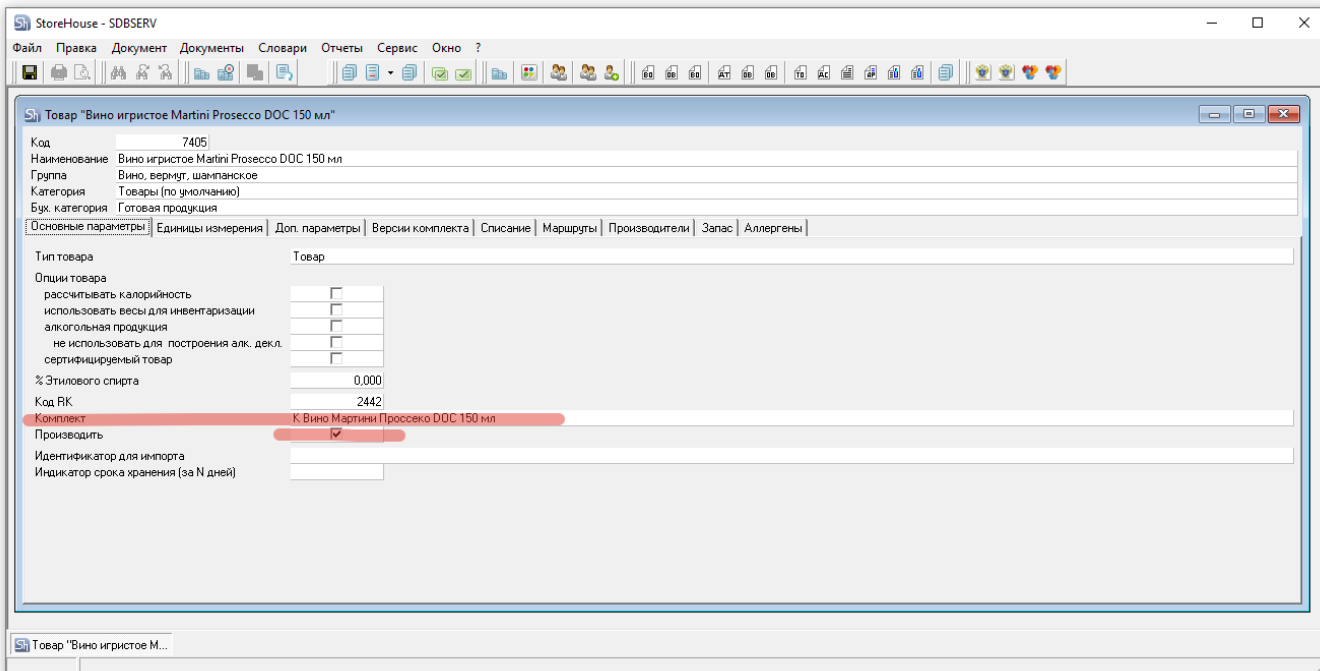 StoreHouse - SDBSERV
Файл Правка Документ Документы Словари Отчеты Сервис Окно ?
Товар "Вино игристое Martini Prosecco DOC 150 мл"
Код 7405
Наименование Вино игристое Martini Prosecco DOC 150 мл
Группа Вино, вермут, шампанское
Категория Товары (по умолчанию)
Бух. категория Готовая продукция
Основные параметры Единицы измерения Доп. параметры Версии комплекта Списание Маршруты Производители Запас Аллергены
Тип товара Товар
Опции товара
рассчитывать калорийность
использовать весы для инвентаризации
алкогольная продукция
не использовать для построения алк. декл.
сертифицируемый товар
% Этилового спирта 0,000
Код RK 2442
Комплект К Вино Мартини Проссеко DOC 150 мл
Производить
Идентификатор для импорта
Индикатор срока хранения (за N дней)
Товар "Вино игристое М...